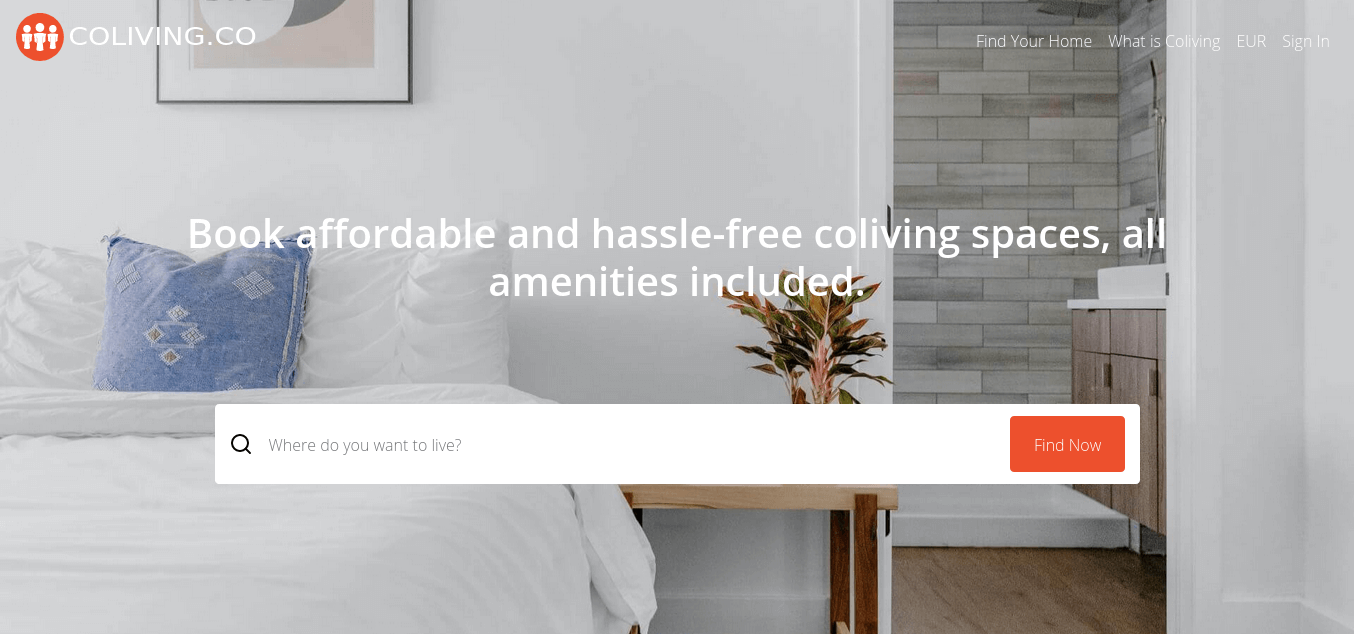 COLIVING.CO
Find Your Home What is Coliving EUR Sign In
Book affordable and hassle-free coliving spaces, all
amenities included.
Where do you want to live?
Find Now